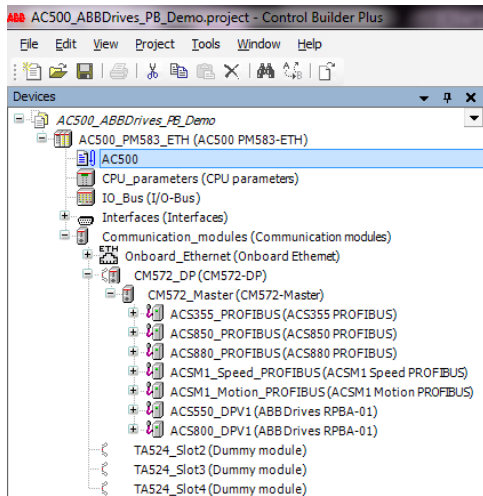 ABB AC500_ABBDrives_PB_Demo.project - Control Builder Plus
File Edit View Project Tools Window Help
Devices
AC500_ABBDrives_PB_Demo
AC500_PM583_ETH (AC500 PM583-ETH)
AC500
CPU_parameters (CPU parameters)
IO_Bus (I/O-Bus)
Interfaces (Interfaces)
Communication_modules (Communication modules)
ETH Onboard_Ethernet (Onboard Ethernet)
CM572_DP (CM572-DP)
CM572_Master (CM572-Master)
ACS355_PROFIBUS (ACS355 PROFIBUS)
ACS850_PROFIBUS (ACS850 PROFIBUS)
ACS880_PROFIBUS (ACS880 PROFIBUS)
ACSM1_Speed_PROFIBUS (ACSM1 Speed PROFIBUS)
ACSM1_Motion_PROFIBUS (ACSM1 Motion PROFIBUS)
ACS550_DPV1 (ABB Drives RPBA-01)
ACS800_DPV1 (ABB Drives RPBA-01)
TA524_Slot2 (Dummy module)
TA524_Slot3 (Dummy module)
TA524_Slot4 (Dummy module)